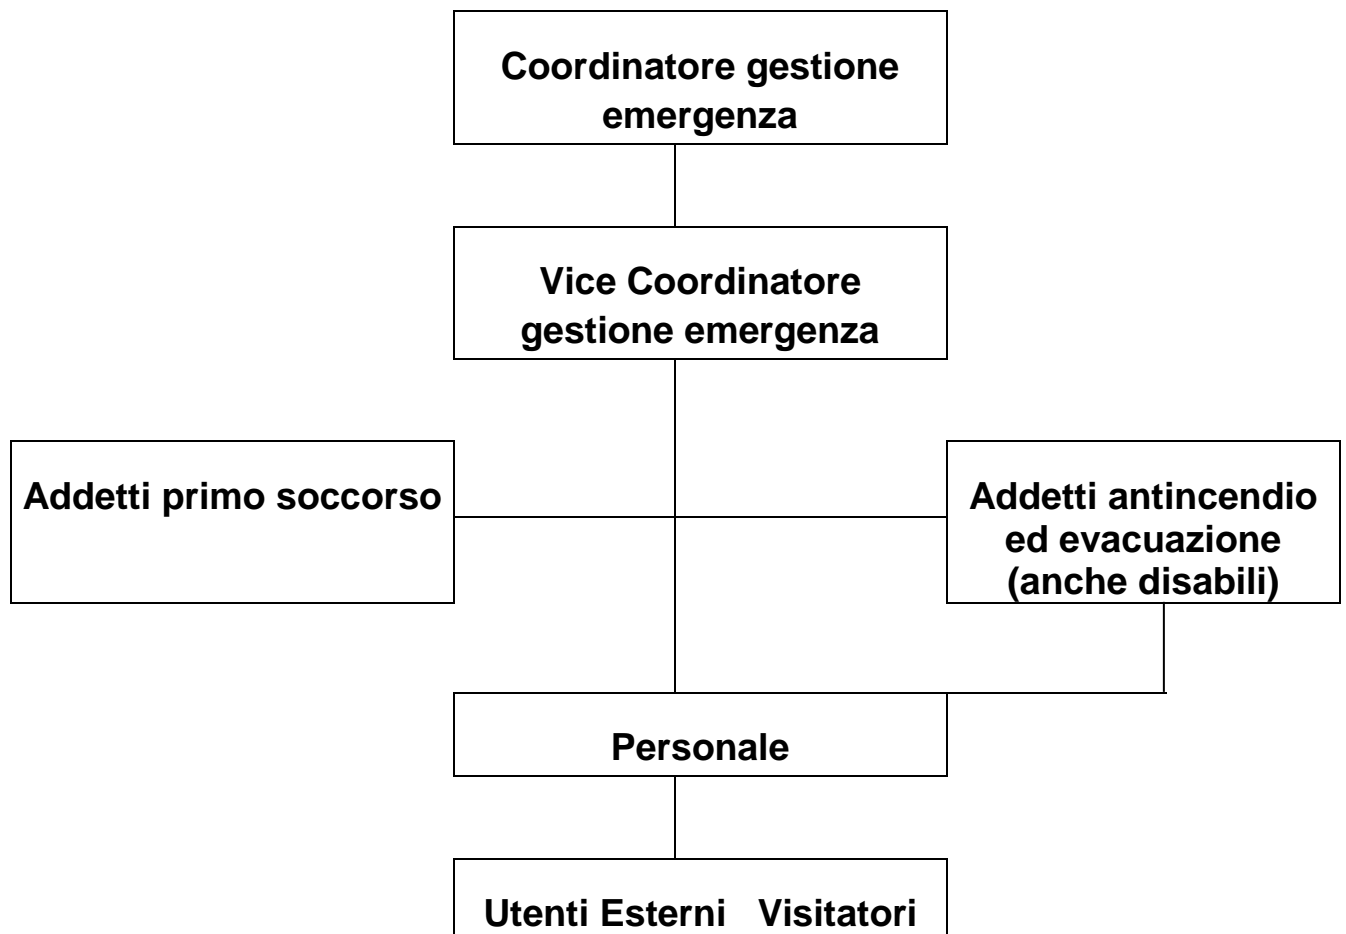 Coordinatore gestione
emergenza
Vice Coordinatore
gestione emergenza
Addetti primo soccorso
Addetti antincendio
ed evacuazione
(anche disabili)
Personale
Utenti Esterni   Visitatori